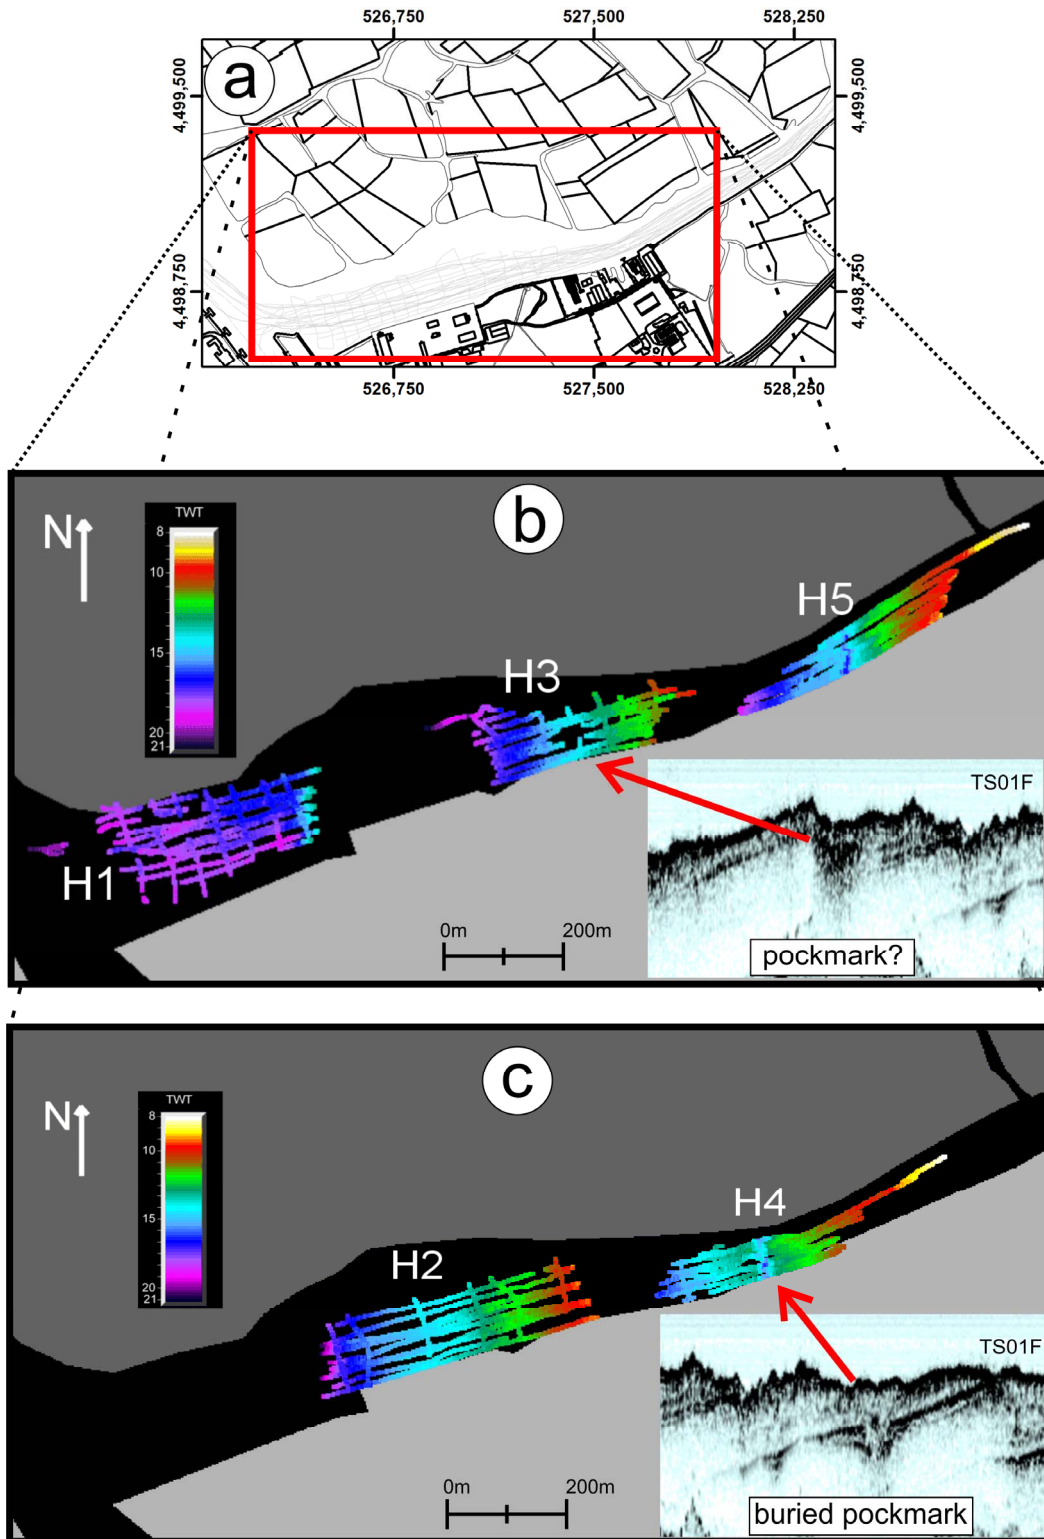 526,750 527,500 528,250
a
4,499,500 4,499,500
4,498,750 4,498,750
526,750 527,500 528,250
b
TWT
8
10
15
20
21
N
H5
H3
H1
TS01F
0m 200m
pockmark?
c
TWT
8
10
15
20
21
N
H4
H2
TS01F
0m 200m
buried pockmark